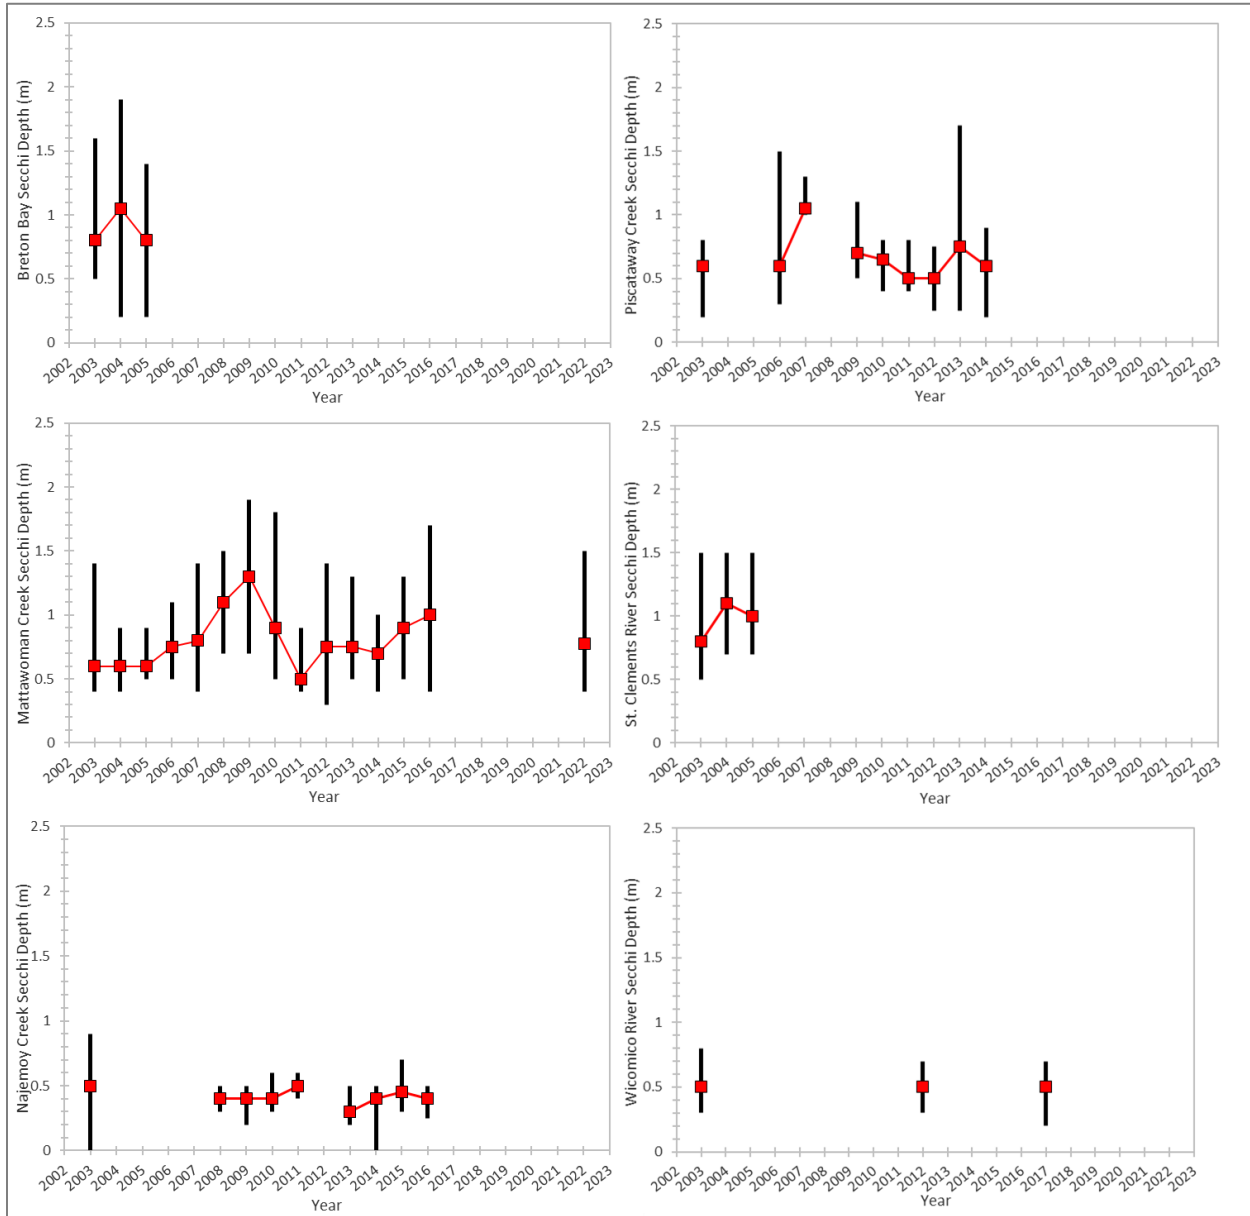 Breton Bay Secchi Depth (m)
2.5
2
1.5
1
0.5
0
2002 2003 2004 2005 2006 2007 2008 2009 2010 2011 2012 2013 2014 2015 2016 2017 2018 2019 2020 2021 2022 2023
Year
Piscataway Creek Secchi Depth (m)
2.5
2
1.5
1
0.5
0
2002 2003 2004 2005 2006 2007 2008 2009 2010 2011 2012 2013 2014 2015 2016 2017 2018 2019 2020 2021 2022 2023
Year
Mattawoman Creek Secchi Depth (m)
2.5
2
1.5
1
0.5
0
2002 2003 2004 2005 2006 2007 2008 2009 2010 2011 2012 2013 2014 2015 2016 2017 2018 2019 2020 2021 2022 2023
Year
St. Clements River Secchi Depth (m)
2.5
2
1.5
1
0.5
0
2002 2003 2004 2005 2006 2007 2008 2009 2010 2011 2012 2013 2014 2015 2016 2017 2018 2019 2020 2021 2022 2023
Year
Najemoy Creek Secchi Depth (m)
2.5
2
1.5
1
0.5
0
2002 2003 2004 2005 2006 2007 2008 2009 2010 2011 2012 2013 2014 2015 2016 2017 2018 2019 2020 2021 2022 2023
Year
Wicomico River Secchi Depth (m)
2.5
2
1.5
1
0.5
0
2002 2003 2004 2005 2006 2007 2008 2009 2010 2011 2012 2013 2014 2015 2016 2017 2018 2019 2020 2021 2022 2023
Year